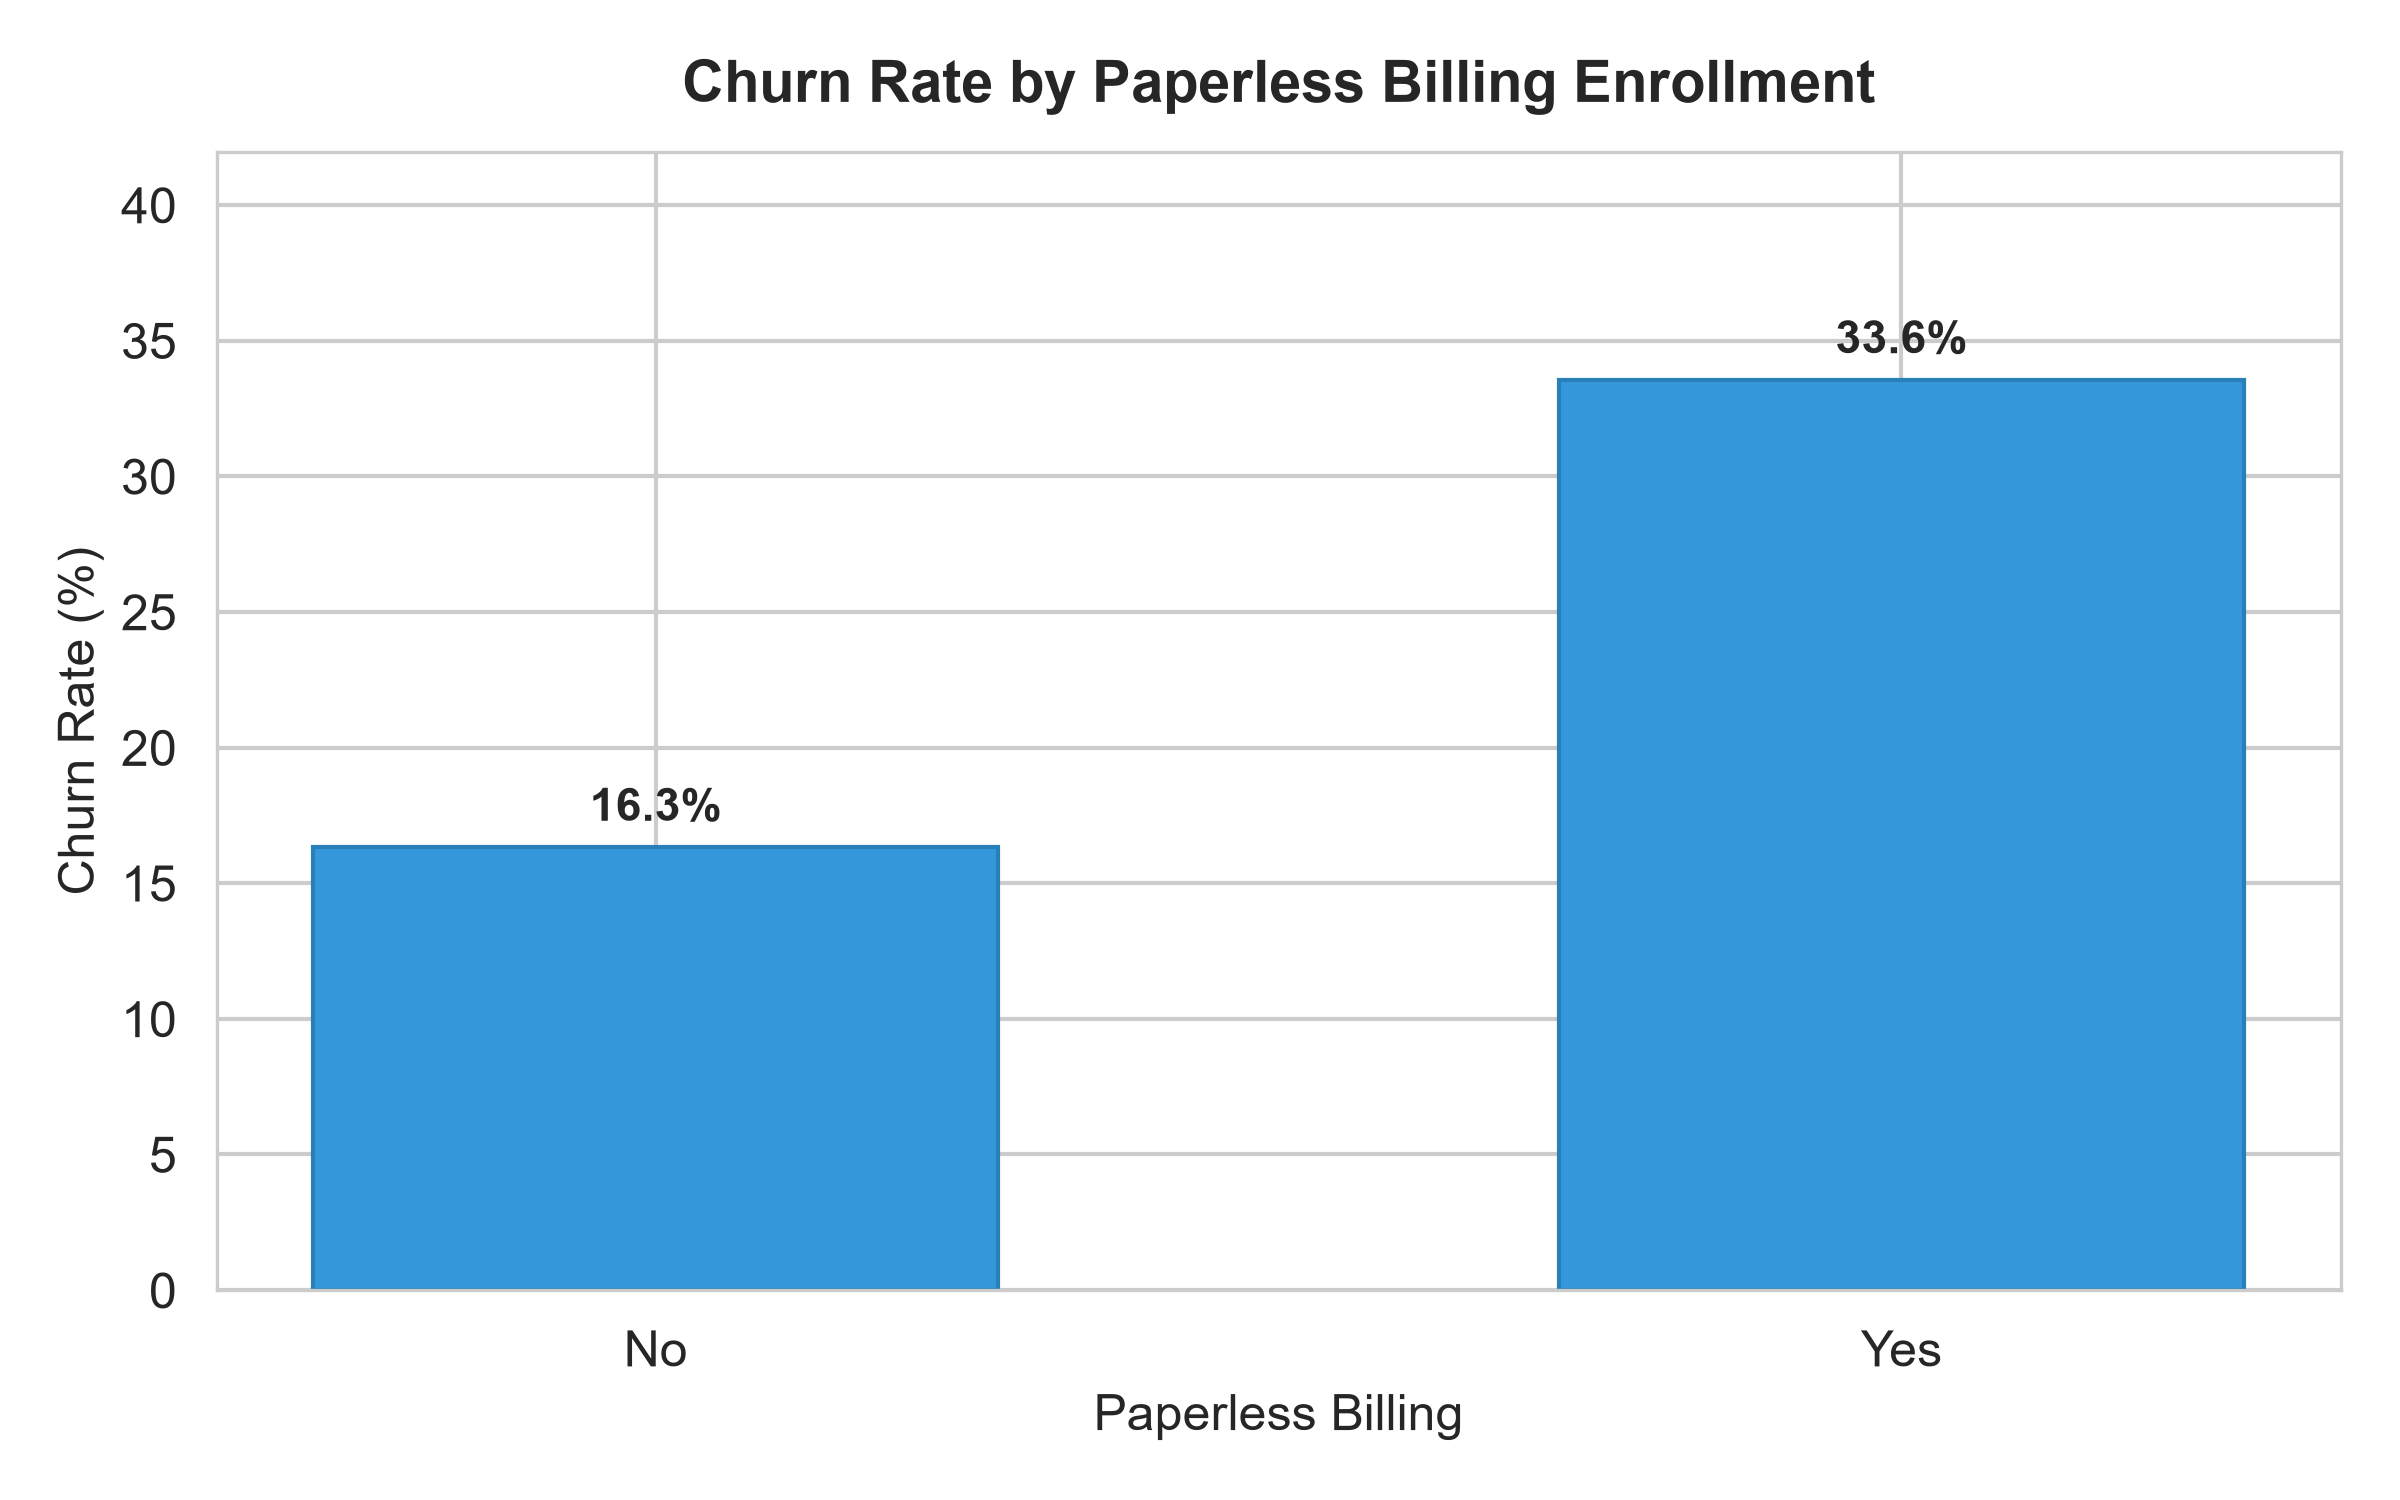 Churn Rate by Paperless Billing Enrollment
Churn Rate (%)
40
35
30
25
20
15
10
5
0
16.3%
33.6%
No
Yes
Paperless Billing